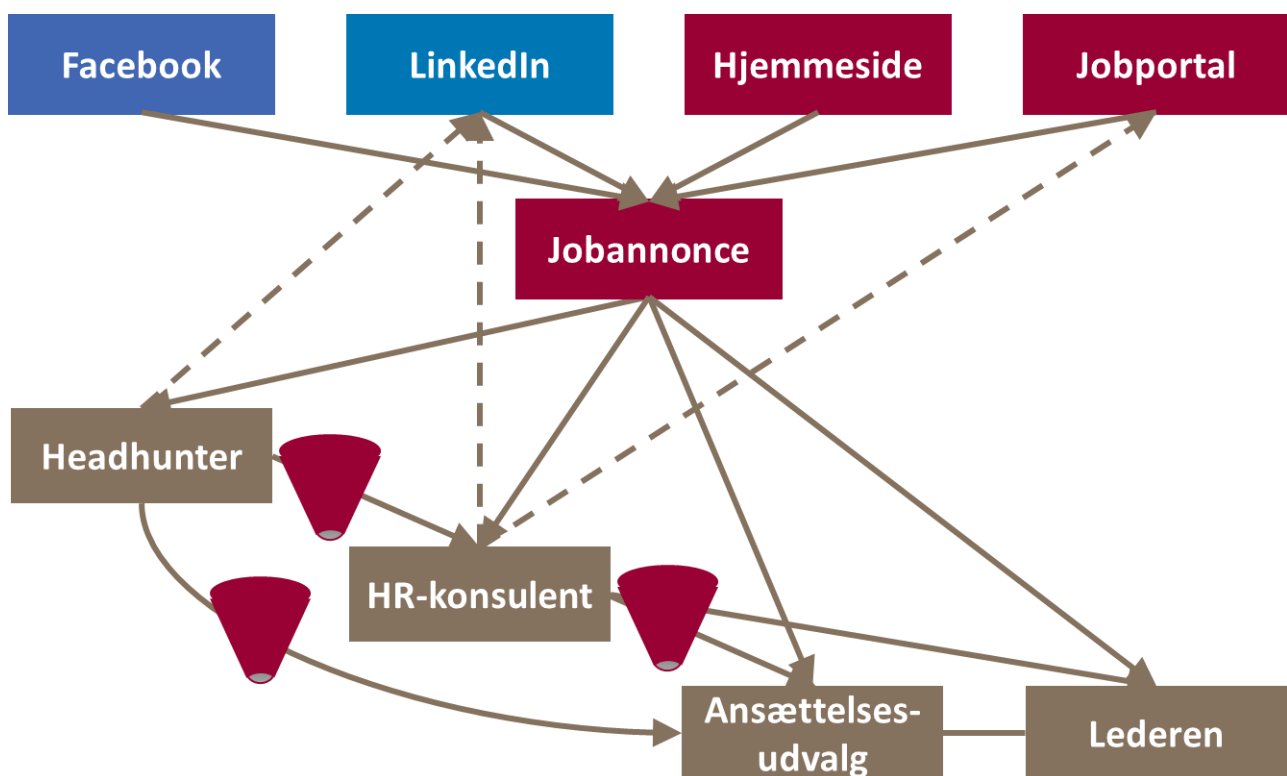 Facebook
LinkedIn
Hjemmeside
Jobportal
Jobannonce
Headhunter
HR-konsulent
Ansættelses-
udvalg
Lederen